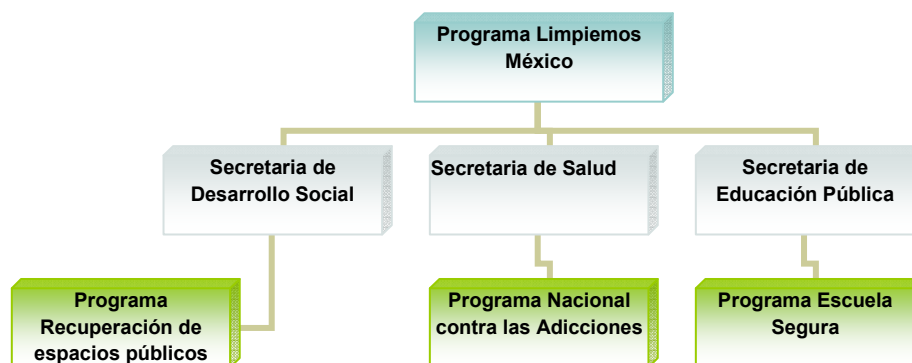 Programa Limpiemos
México
Secretaria de
Desarrollo Social
Secretaria de Salud
Secretaria de
Educación Pública
Programa
Recuperación de
espacios públicos
Programa Nacional
contra las Adicciones
Programa Escuela
Segura